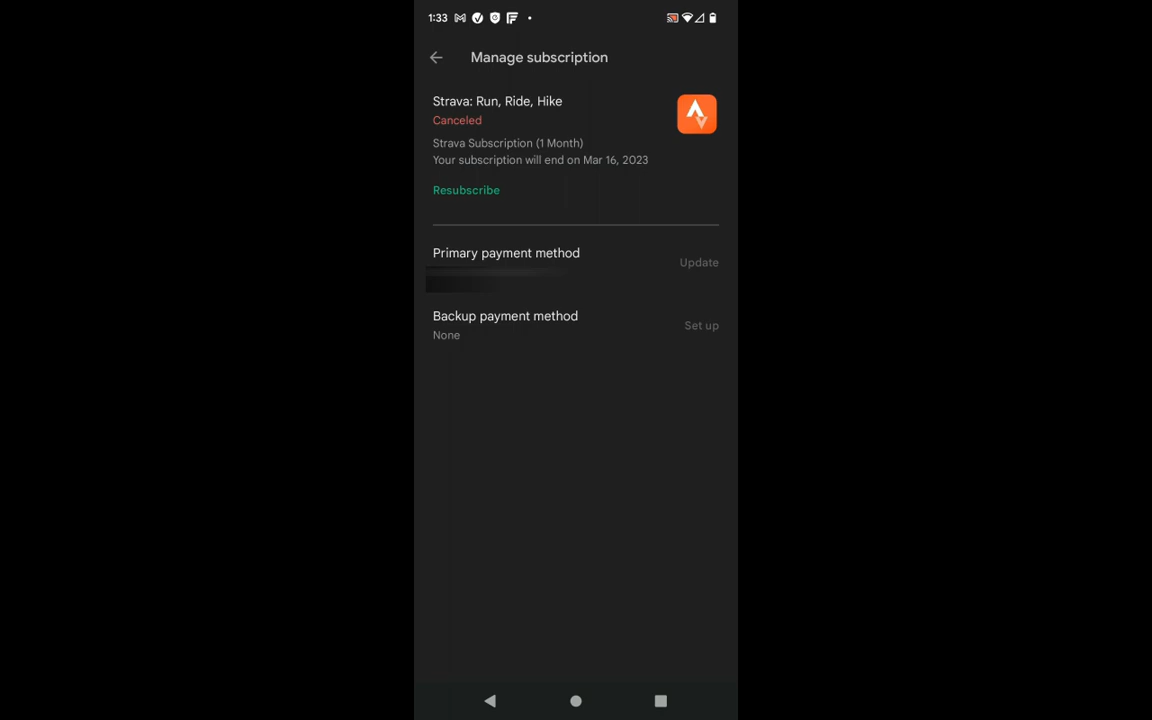 1:33
Manage subscription
Strava: Run, Ride, Hike
Canceled
Strava Subscription (1 Month)
Your subscription will end on Mar 16, 2023
Resubscribe
Primary payment method
Update
Backup payment method
None
Set up